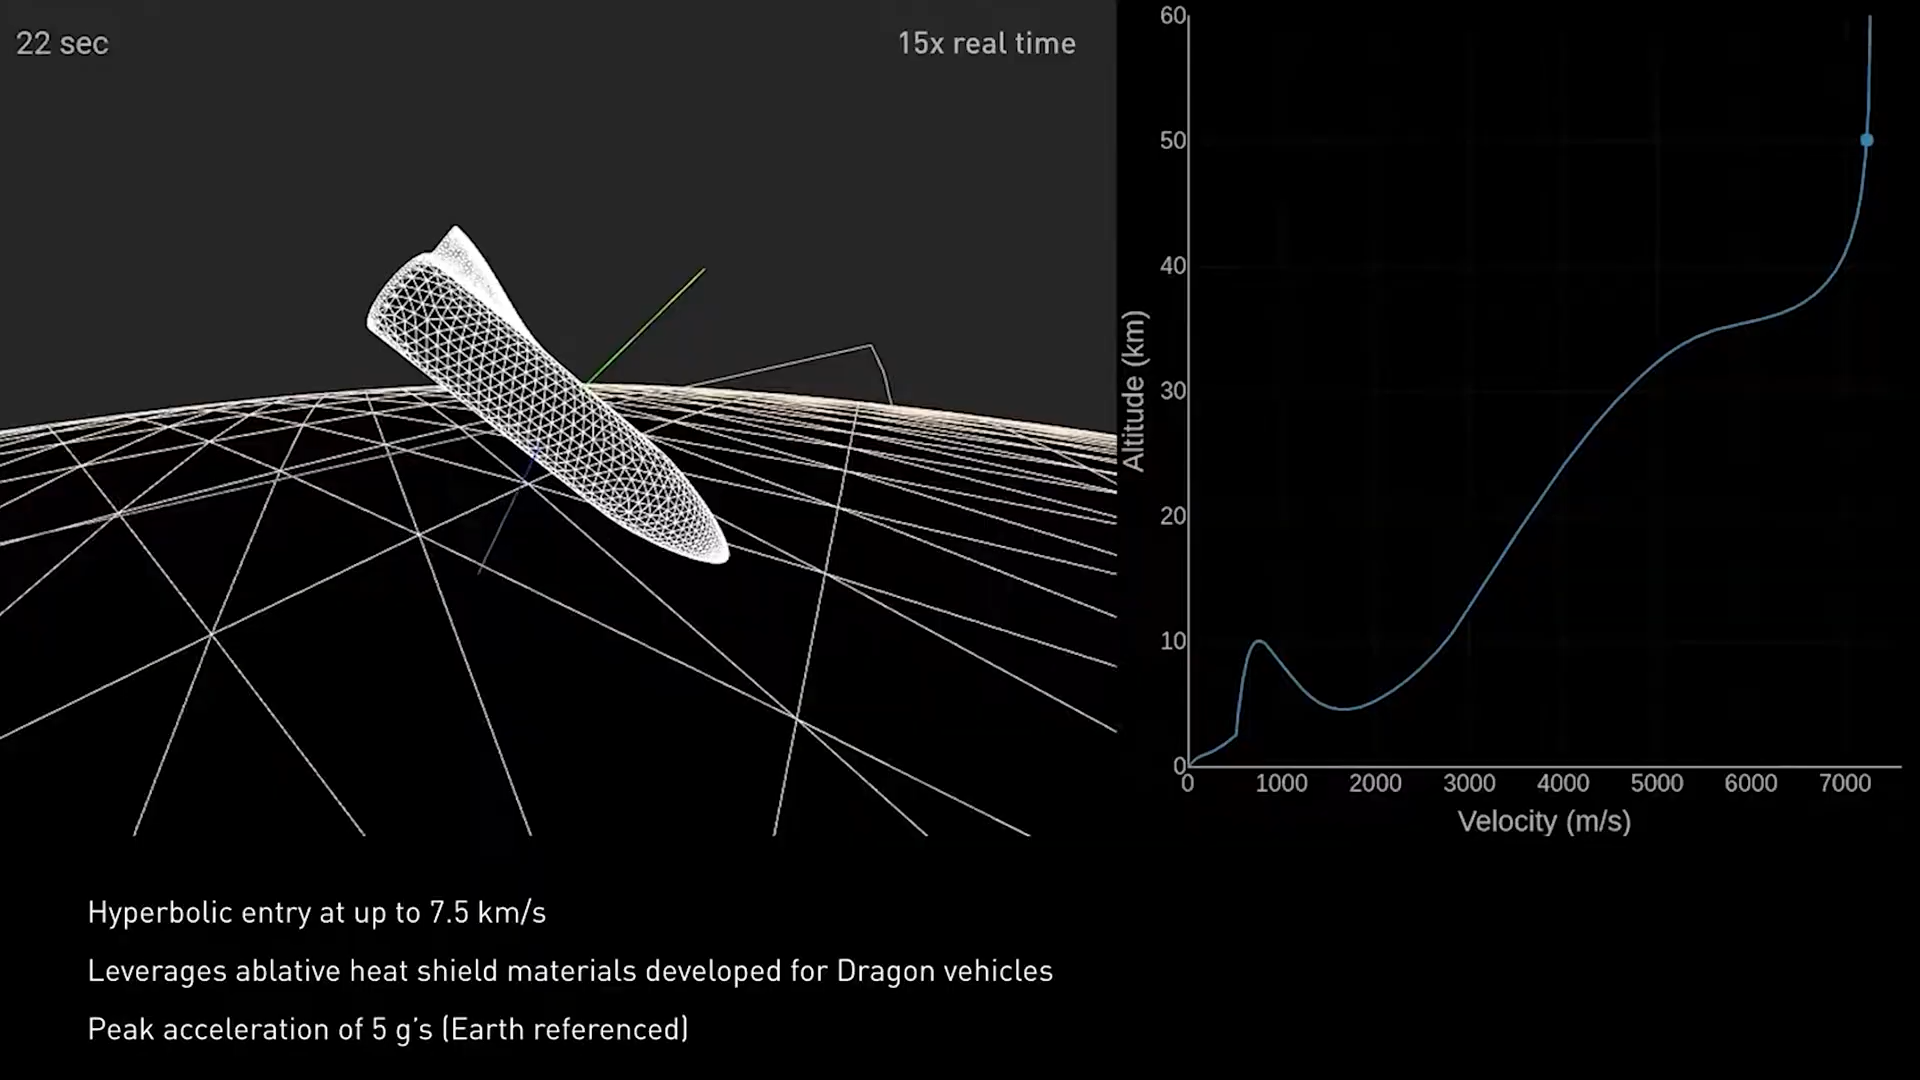 22 sec
15x real time
60
50
40
30
20
10
0
Altitude (km)
0 1000 2000 3000 4000 5000 6000 7000
Velocity (m/s)
Hyperbolic entry at up to 7.5 km/s
Leverages ablative heat shield materials developed for Dragon vehicles
Peak acceleration of 5 g’s (Earth referenced)